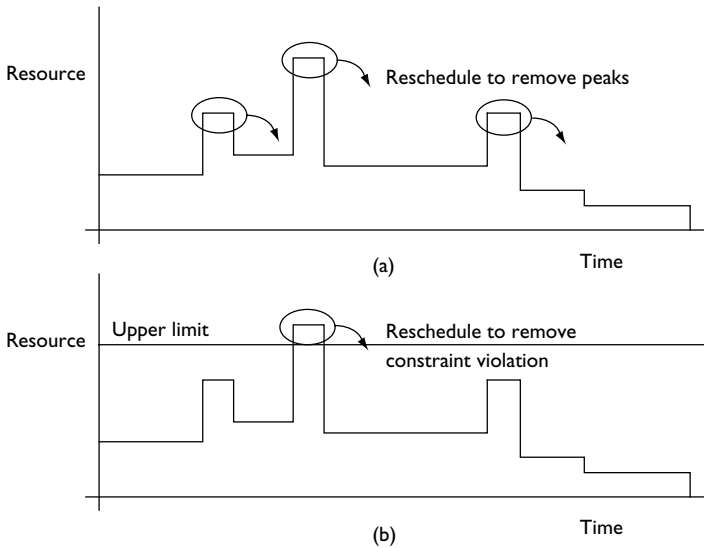 Resource
Reschedule to remove peaks
Time
(a)
Upper limit
Resource
Reschedule to remove
constraint violation
Time
(b)